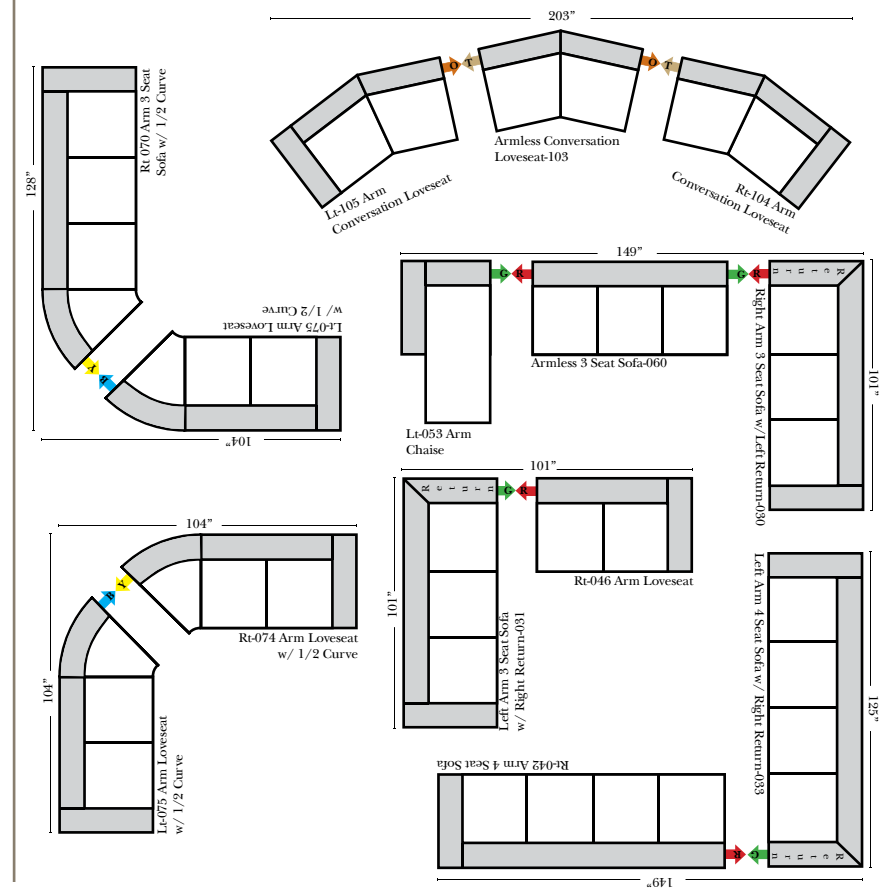 203”
O T
O T
Armless Conversation
Loveseat-103
Lt-105 Arm
Conversation Loveseat
Rt-104 Arm
Conversation Loveseat
128”
Rt 070 Arm 3 Seat
Sofa w/ 1/2 Curve
Y
B
Lt-075 Arm Loveseat
w/ 1/2 Curve
104”
149”
G R
G R
Return
Armless 3 Seat Sofa-060
Lt-053 Arm
Chaise
Right Arm 3 Seat Sofa w/Left Return-030
101”
101”
Return
G R
Rt-046 Arm Loveseat
101”
Left Arm 3 Seat Sofa
w/ Right Return-031
104”
Y
B
Rt-074 Arm Loveseat
w/ 1/2 Curve
104”
Lt-075 Arm Loveseat
w/ 1/2 Curve
Left Arm 4 Seat Sofa w/ Right Return-033
125”
Rt-042 Arm 4 Seat Sofa
R G
Return
149”